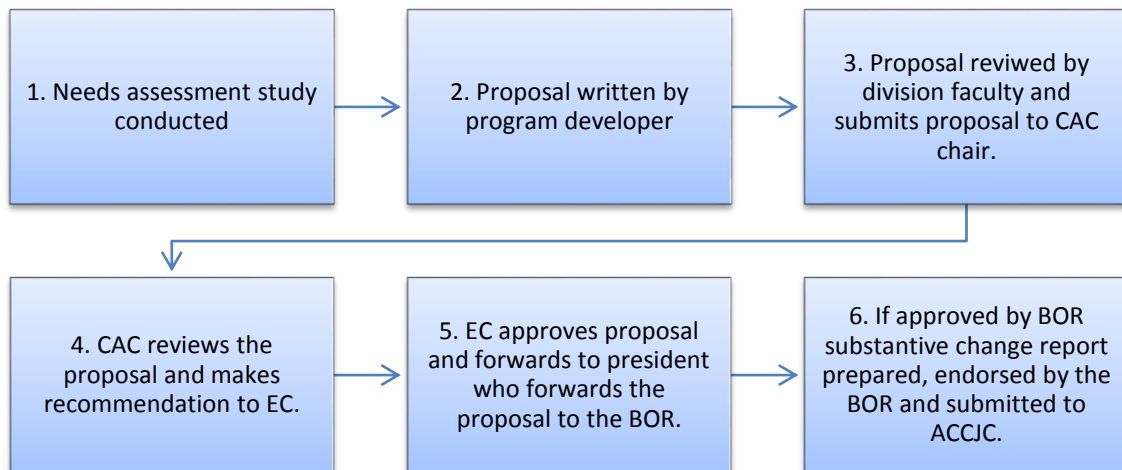 1. Needs assessment study
conducted
2. Proposal written by
program developer
3. Proposal reviwed by
division faculty and
submits proposal to CAC
chair.
4. CAC reviews the
proposal and makes
recommendation to EC.
5. EC approves proposal
and forwards to president
who forwards the
proposal to the BOR.
6. If approved by BOR
substantive change report
prepared, endorsed by the
BOR and submitted to
ACCJC.